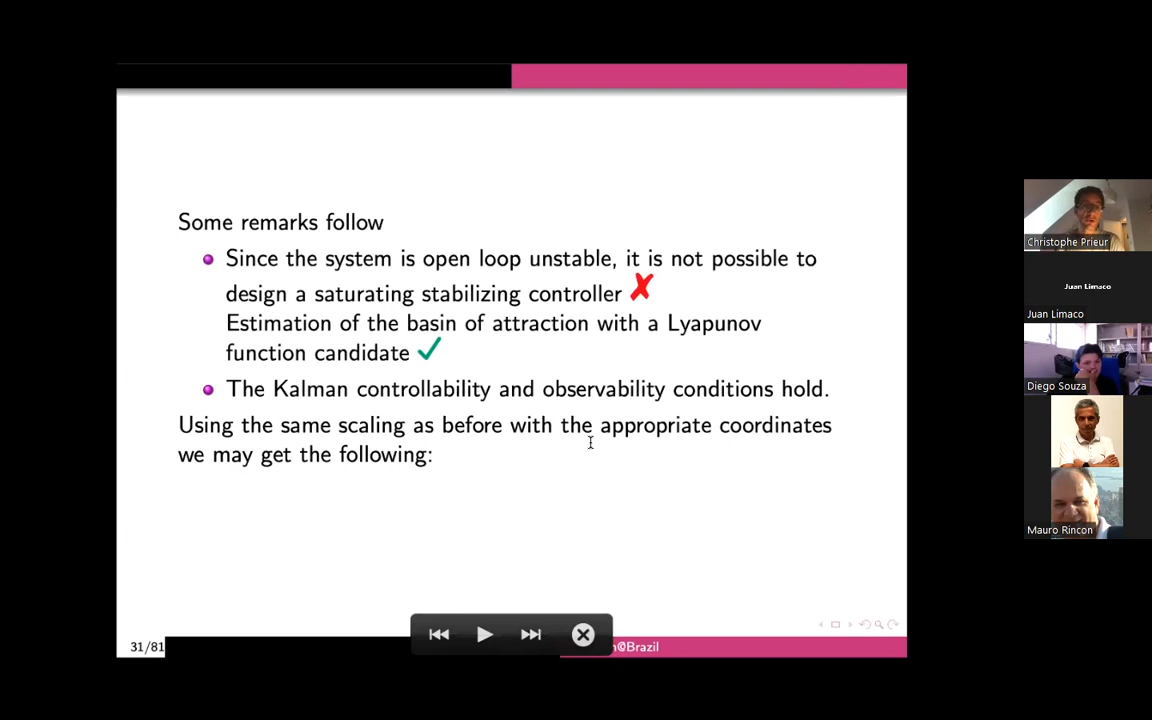 Some remarks follow
Since the system is open loop unstable, it is not possible to
design a saturating stabilizing controller ✗
Estimation of the basin of attraction with a Lyapunov
function candidate ✓
The Kalman controllability and observability conditions hold.
Using the same scaling as before with the appropriate coordinates
we may get the following:
31/81
@Brazil
Christophe Prieur
Juan Limaco
Juan Limaco
Diego Souza
Mauro Rincon